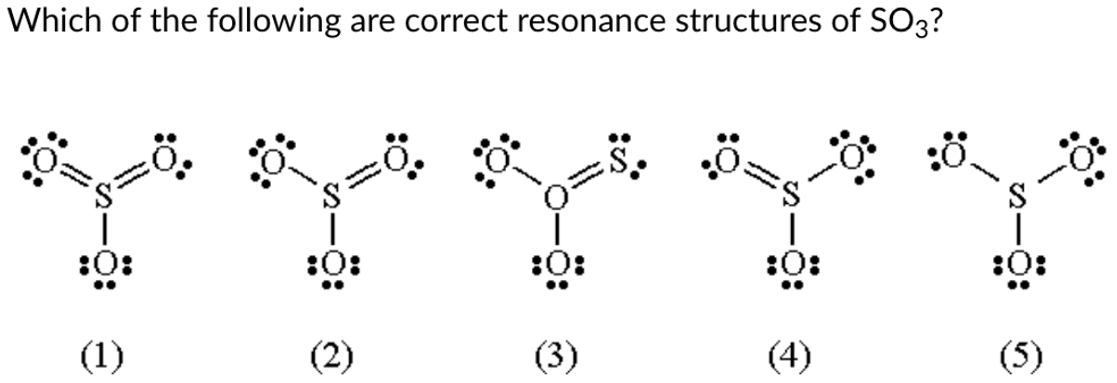 Which of the following are correct resonance structures of SO₃?
O O O O O S O O O O
S S O S S
O O O O O
(1) (2) (3) (4) (5)